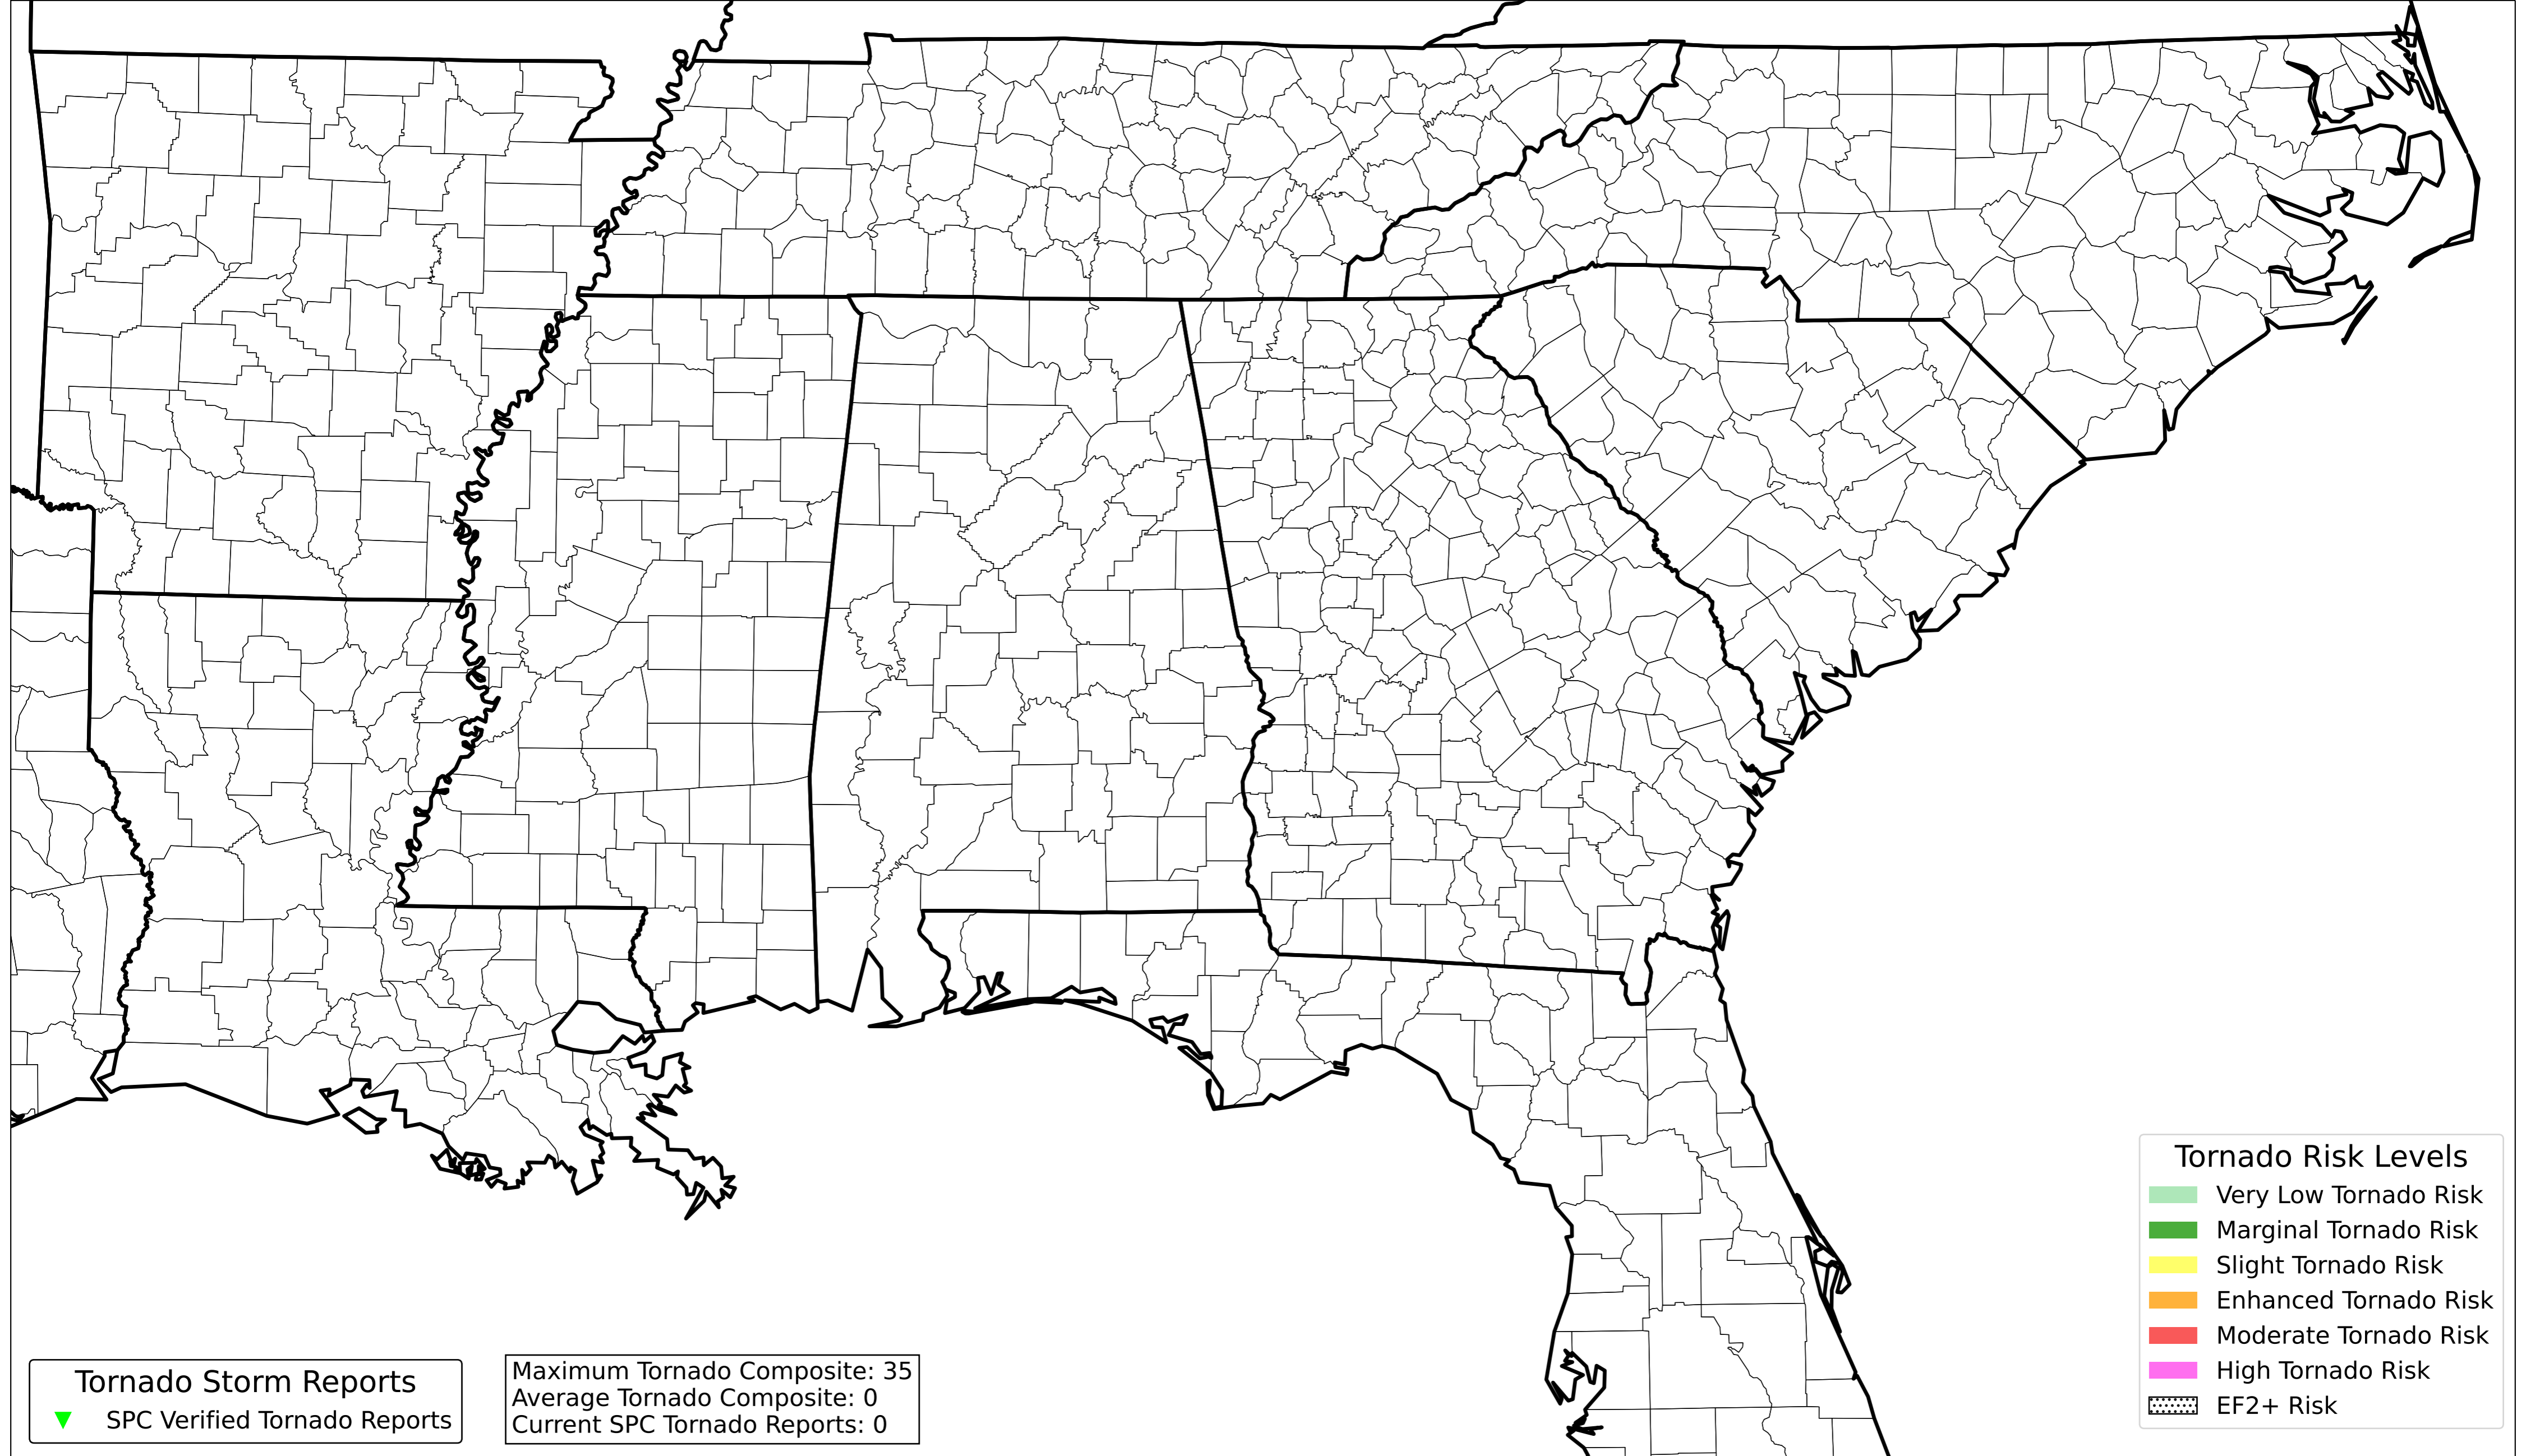 Tornado Storm Reports
SPC Verified Tornado Reports
Maximum Tornado Composite: 35
Average Tornado Composite: 0
Current SPC Tornado Reports: 0
Tornado Risk Levels
Very Low Tornado Risk
Marginal Tornado Risk
Slight Tornado Risk
Enhanced Tornado Risk
Moderate Tornado Risk
High Tornado Risk
EF2+ Risk